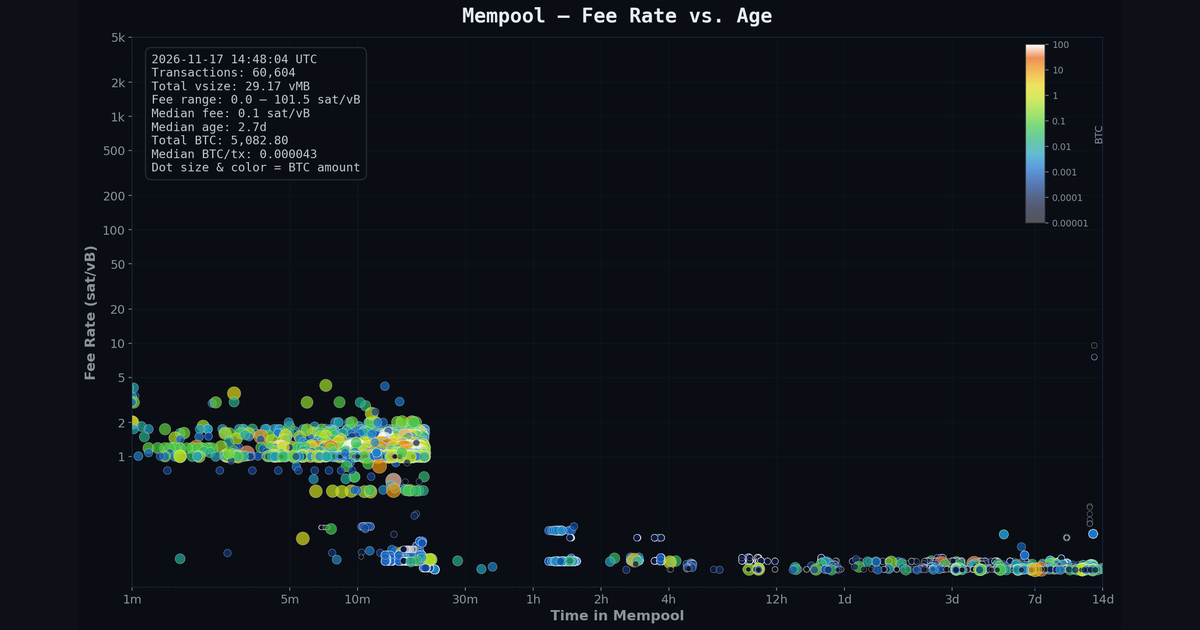 Mempool — Fee Rate vs. Age
2026-11-17 14:48:04 UTC
Transactions: 60,604
Total vsize: 29.17 vMB
Fee range: 0.0 — 101.5 sat/vB
Median fee: 0.1 sat/vB
Median age: 2.7d
Total BTC: 5,082.80
Median BTC/tx: 0.000043
Dot size & color = BTC amount
100
10
1
0.1
0.01
0.001
0.0001
0.00001
BTC
Fee Rate (sat/vB)
5k
2k
1k
500
200
100
50
20
10
5
2
1
1m 5m 10m 30m 1h 2h 4h 12h 1d 3d 7d 14d
Time in Mempool